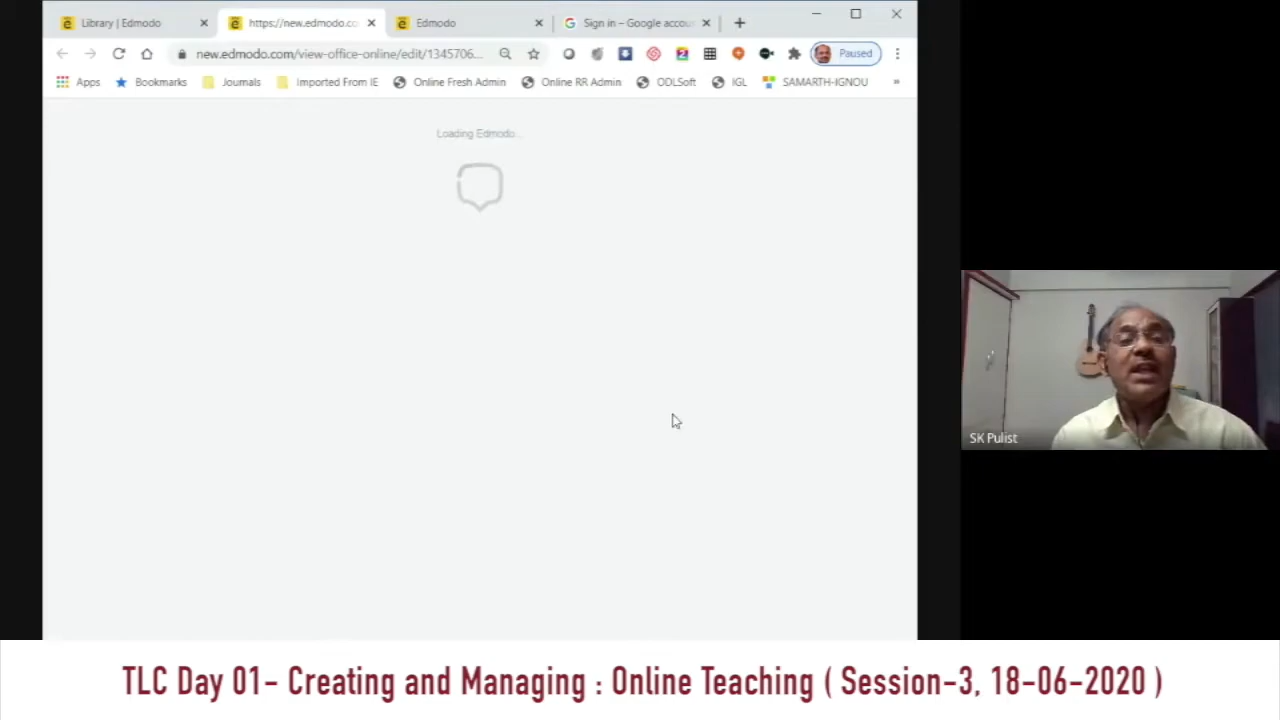 Library | Edmodo
https://new.edmodo.co
Edmodo
Sign in – Google accou
new.edmodo.com/view-office-online/edit/1345706...
Paused
Apps
Bookmarks
Journals
Imported From IE
Online Fresh Admin
Online RR Admin
ODLSoft
IGL
SAMARTH-IGNOU
»
Loading Edmodo...
SK Pulist
TLC Day 01- Creating and Managing : Online Teaching ( Session-3, 18-06-2020 )